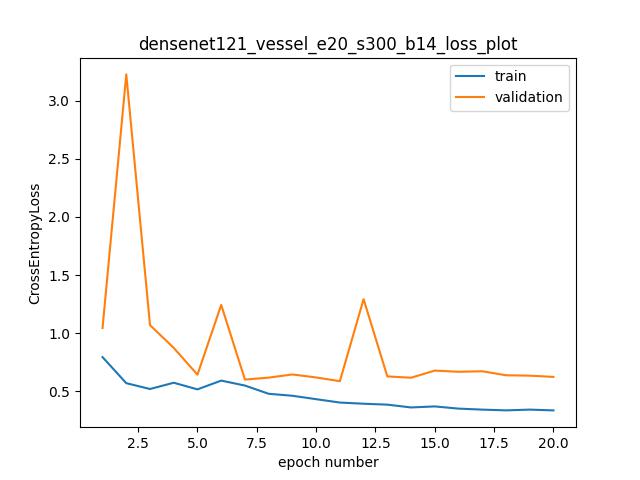 densenet121_vessel_e20_s300_b14_loss_plot
train
validation
CrossEntropyLoss
3.0
2.5
2.0
1.5
1.0
0.5
2.5 5.0 7.5 10.0 12.5 15.0 17.5 20.0
epoch number